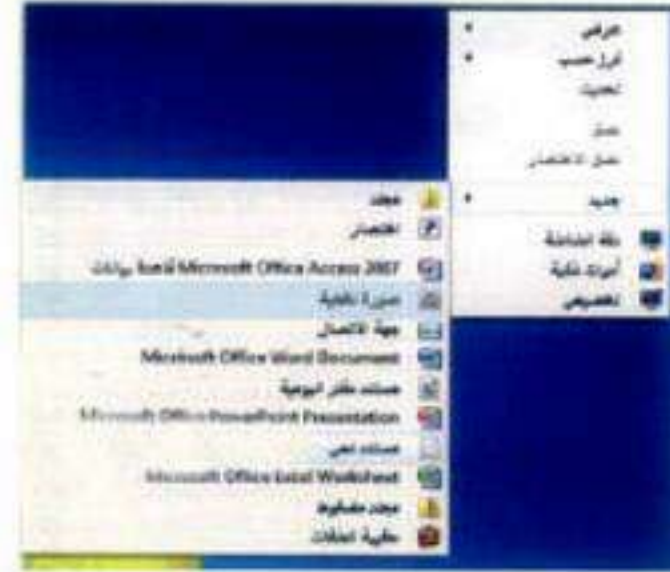 عرض
فرز حسب
تحديث
لصق
لصق الاختصار
جديد
دقة الشاشة
أدوات ذكية
تخصيص
مجلد
اختصار
Microsoft Office Access 2007 قاعدة بيانات
صورة نقطية
جهة الاتصال
Microsoft Office Word Document
مستند دفتر اليومية
Microsoft Office PowerPoint Presentation
مستند نصي
Microsoft Office Excel Worksheet
مجلد مضغوط
حقيبة الملفات